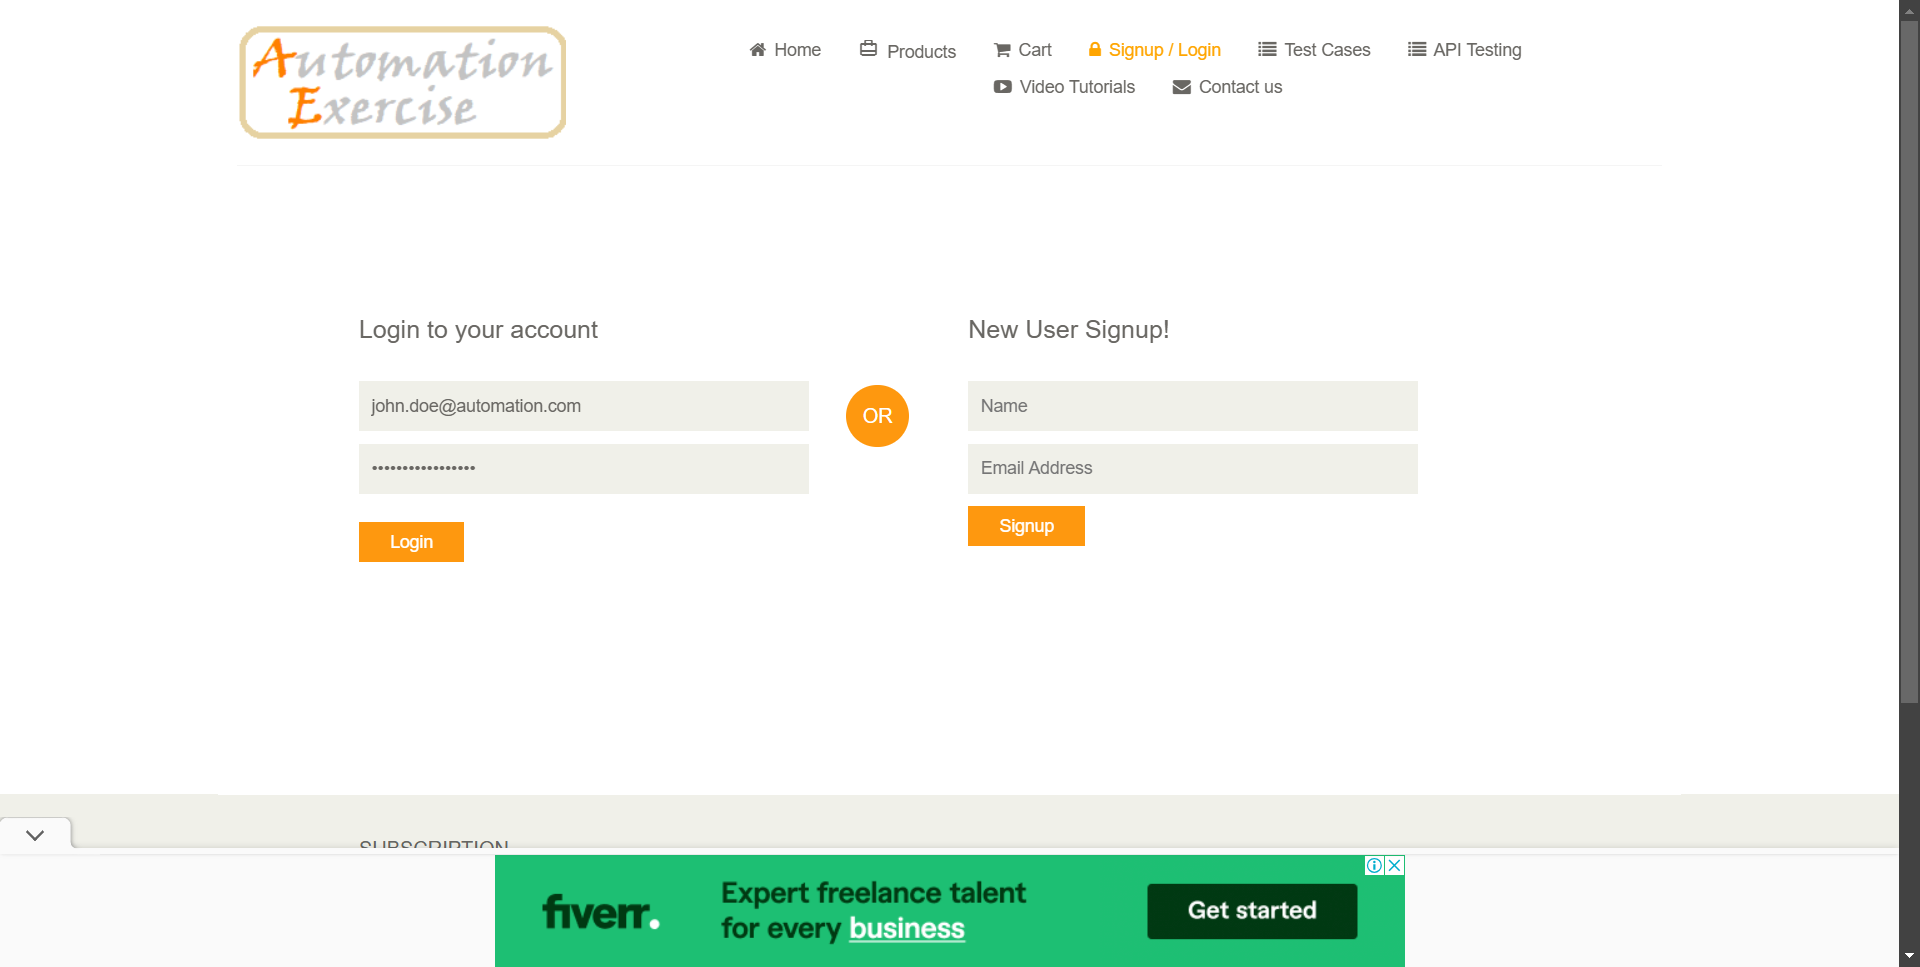 Automation
Exercise
Home
Products
Cart
Signup / Login
Test Cases
API Testing
Video Tutorials
Contact us
Login to your account
john.doe@automation.com
•••••••••••••••••
Login
OR
New User Signup!
Name
Email Address
Signup
SUBSCRIPTION
fiverr.
Expert freelance talent
for every business
Get started